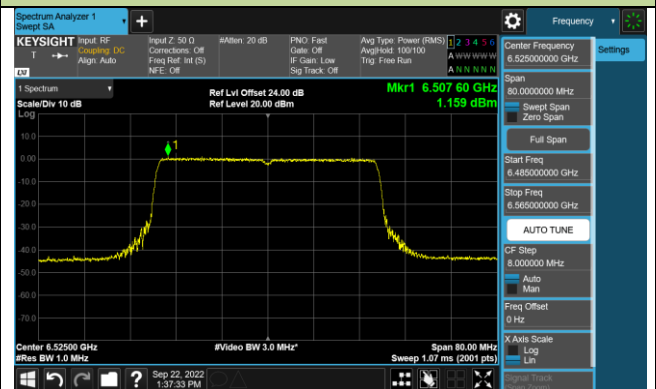 Spectrum Analyzer 1
Swept SA
Frequency
KEYSIGHT
Input: RF
Coupling: DC
Align: Auto
Input Z: 50 Ω
Corrections: Off
Freq Ref: Int (S)
NFE: Off
#Atten: 20 dB
PNO: Fast
Gate: Off
IF Gain: Low
Sig Track: Off
Avg Type: Power (RMS)
Avg|Hold: 100/100
Trig: Free Run
1 2 3 4 5 6
A W W W W W
A N N N N N
LXI
1 Spectrum
Scale/Div 10 dB
Log
Ref Lvl Offset 24.00 dB
Ref Level 20.00 dBm
Mkr1 6.507 60 GHz
1.159 dBm
10.0
0.00
-10.0
-20.0
-30.0
-40.0
-50.0
-60.0
-70.0
1
Center 6.52500 GHz
#Res BW 1.0 MHz
#Video BW 3.0 MHz*
Span 80.00 MHz
Sweep 1.07 ms (2001 pts)
Sep 22, 2022
1:37:33 PM
Center Frequency
6.525000000 GHz
Settings
Span
80.0000000 MHz
Swept Span
Zero Span
Full Span
Start Freq
6.485000000 GHz
Stop Freq
6.565000000 GHz
AUTO TUNE
CF Step
8.000000 MHz
Auto
Man
Freq Offset
0 Hz
X Axis Scale
Log
Lin
Signal Track